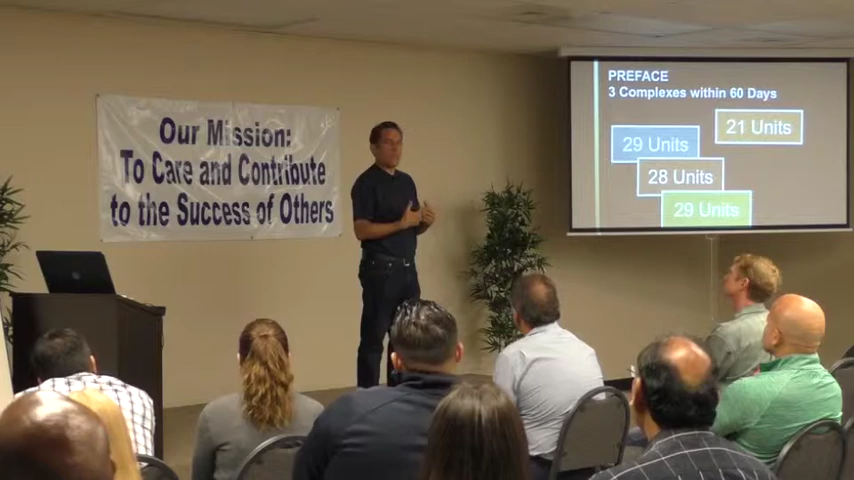 Our Mission:
To Care and Contribute
to the Success of Others
PREFACE
3 Complexes within 60 Days
21 Units
29 Units
28 Units
29 Units